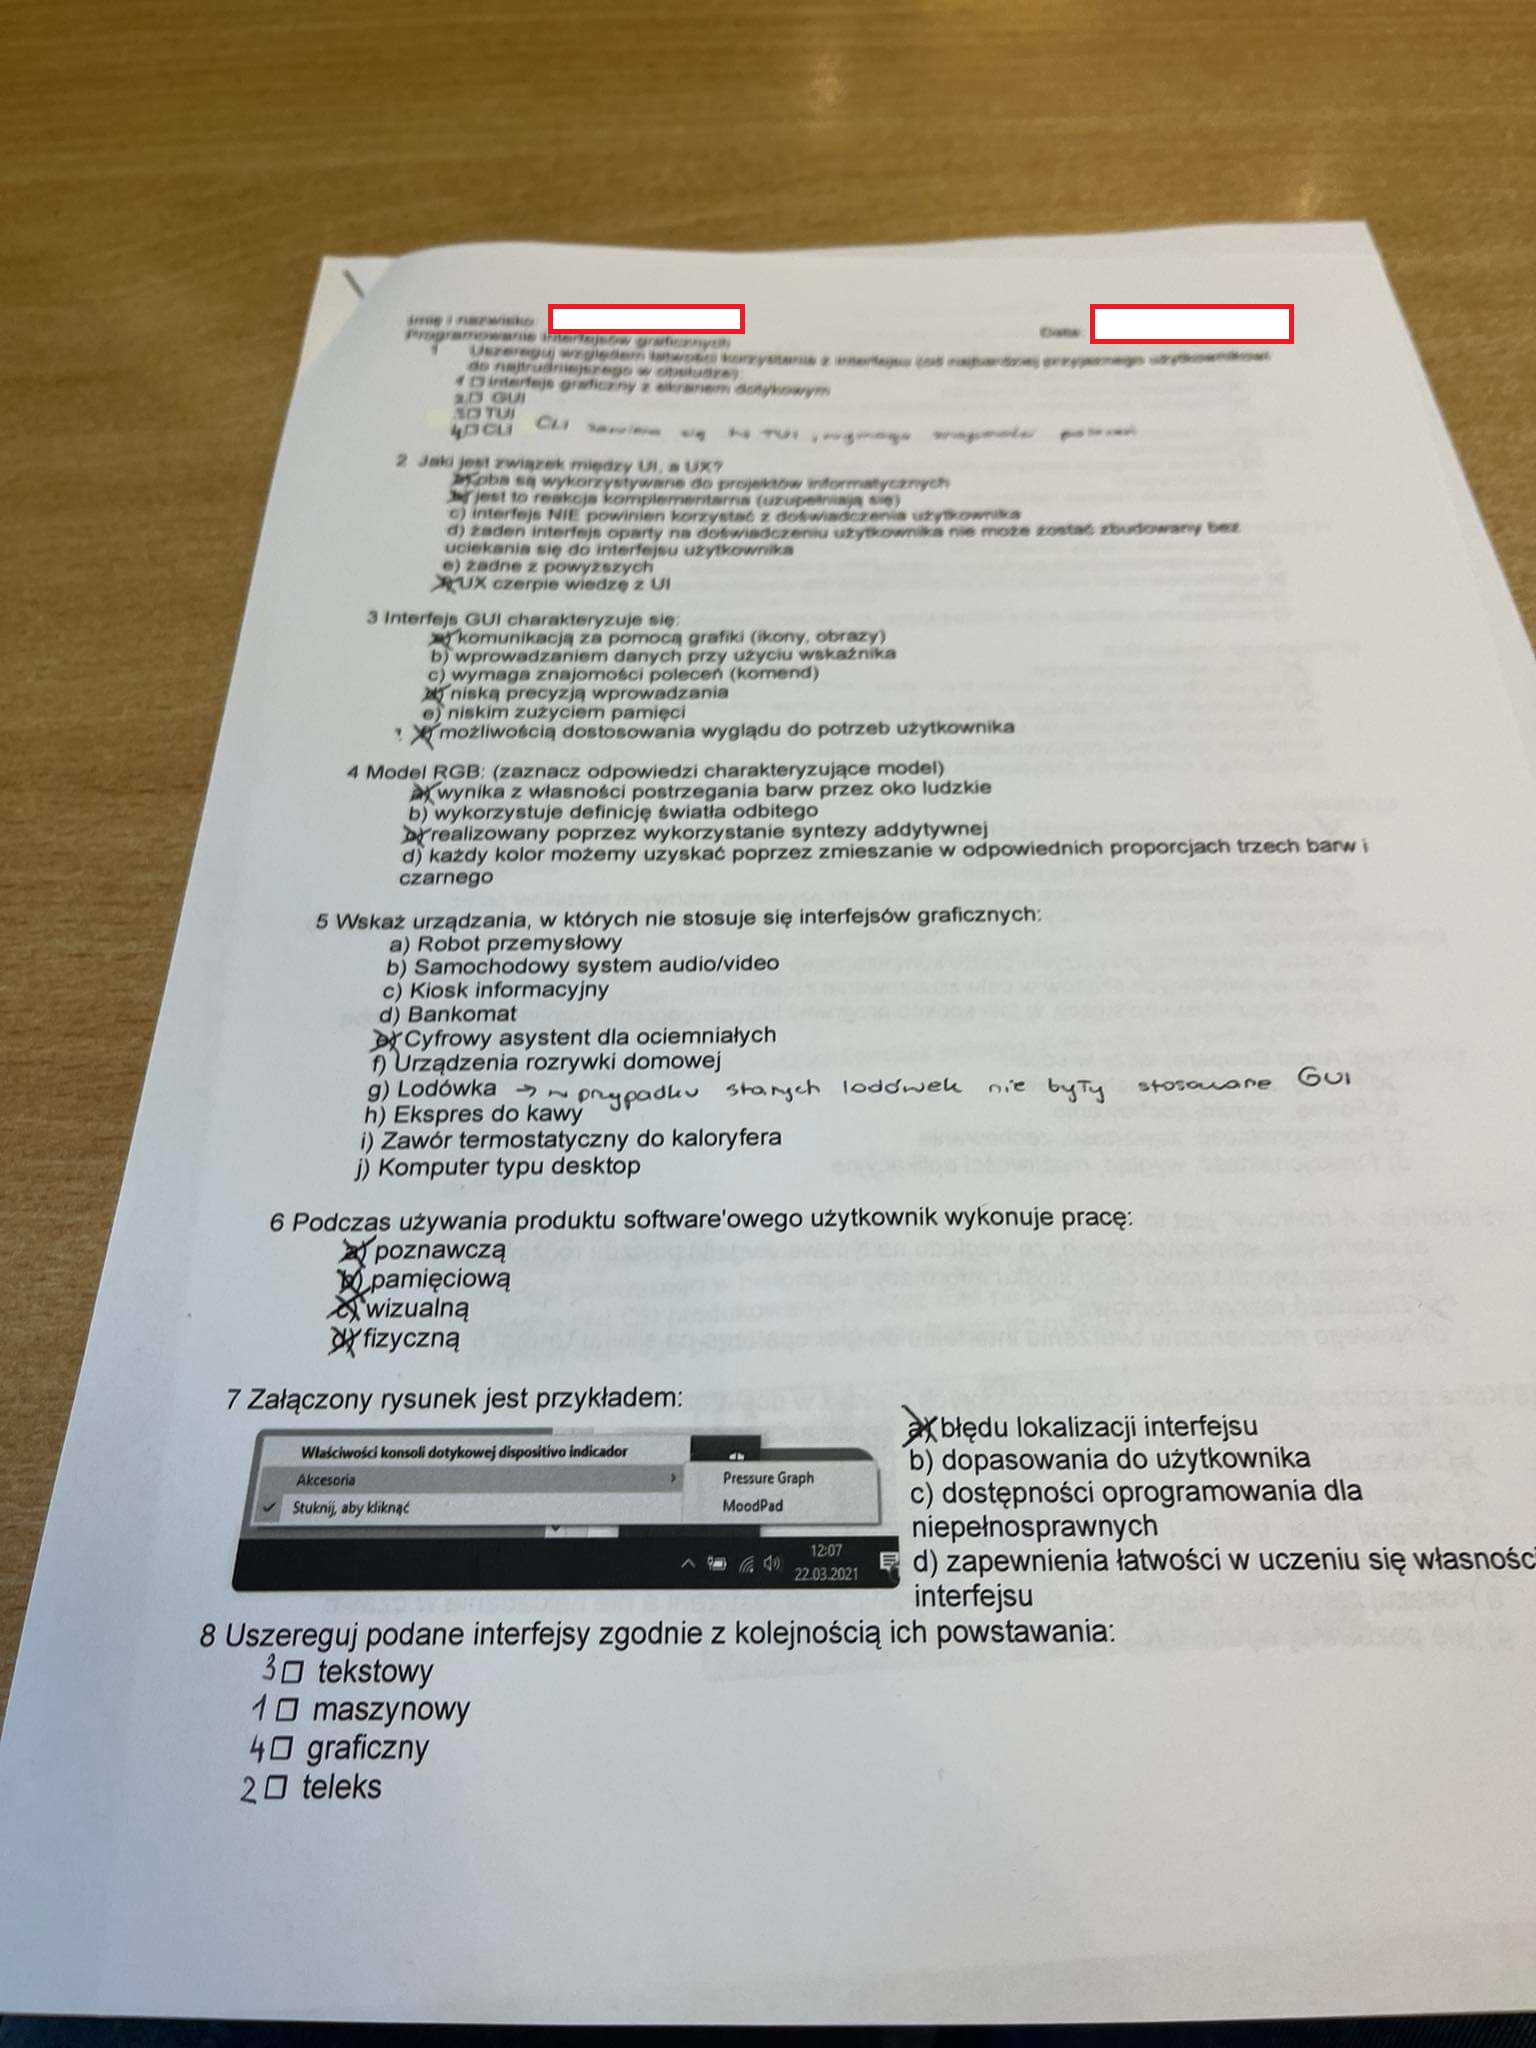 Imię i nazwisko:
Data:
Programowanie interfejsów graficznych
1 Uszereguj względem łatwości korzystania z interfejsu (od najbardziej przyjaznego użytkownikowi
do najtrudniejszego w obsłudze):
1 □ interfejs graficzny z ekranem dotykowym
2 □ GUI
3 □ TUI
4 □ CLI CLI się TUI, wymaga znajomości poleceń
2 Jaki jest związek między UI, a UX?
a) oba są wykorzystywane do projektów informatycznych
b) jest to reakcja komplementarna (uzupełniają się)
c) interfejs NIE powinien korzystać z doświadczenia użytkownika
d) żaden interfejs oparty na doświadczeniu użytkownika nie może zostać zbudowany bez
uciekania się do interfejsu użytkownika
e) żadne z powyższych
f) UX czerpie wiedzę z UI
3 Interfejs GUI charakteryzuje się:
a) komunikacją za pomocą grafiki (ikony, obrazy)
b) wprowadzaniem danych przy użyciu wskaźnika
c) wymaga znajomości poleceń (komend)
d) niską precyzją wprowadzania
e) niskim zużyciem pamięci
? f) możliwością dostosowania wyglądu do potrzeb użytkownika
4 Model RGB: (zaznacz odpowiedzi charakteryzujące model)
a) wynika z własności postrzegania barw przez oko ludzkie
b) wykorzystuje definicję światła odbitego
c) realizowany poprzez wykorzystanie syntezy addytywnej
d) każdy kolor możemy uzyskać poprzez zmieszanie w odpowiednich proporcjach trzech barw i
czarnego
5 Wskaż urządzania, w których nie stosuje się interfejsów graficznych:
a) Robot przemysłowy
b) Samochodowy system audio/video
c) Kiosk informacyjny
d) Bankomat
e) Cyfrowy asystent dla ociemniałych
f) Urządzenia rozrywki domowej
g) Lodówka → w przypadku starych lodówek nie były stosowane GUI
h) Ekspres do kawy
i) Zawór termostatyczny do kaloryfera
j) Komputer typu desktop
6 Podczas używania produktu software'owego użytkownik wykonuje pracę:
a) poznawczą
b) pamięciową
c) wizualną
d) fizyczną
7 Załączony rysunek jest przykładem:
Właściwości konsoli dotykowej dispositivo indicador
Akcesoria
Stuknij, aby kliknąć
Pressure Graph
MoodPad
12:07
22.03.2021
a) błędu lokalizacji interfejsu
b) dopasowania do użytkownika
c) dostępności oprogramowania dla
niepełnosprawnych
d) zapewnienia łatwości w uczeniu się własnośc
interfejsu
8 Uszereguj podane interfejsy zgodnie z kolejnością ich powstawania:
3 □ tekstowy
1 □ maszynowy
4 □ graficzny
2 □ teleks